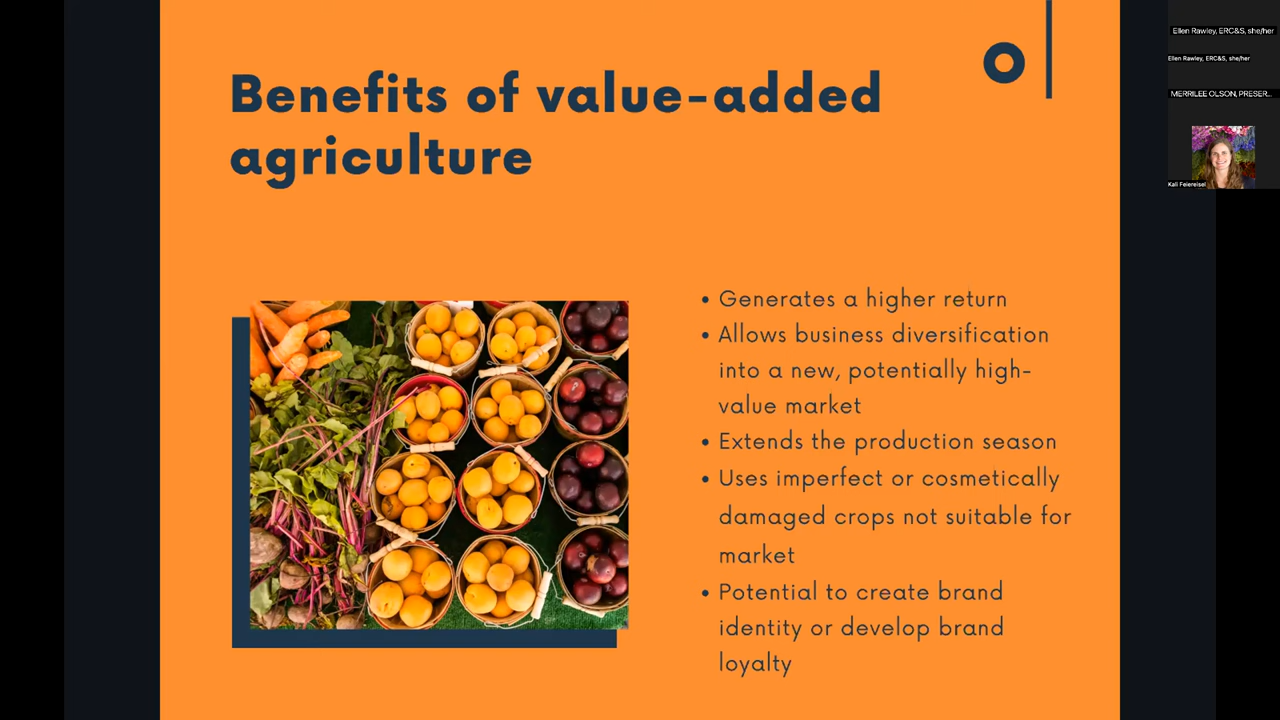 Benefits of value-added
agriculture
• Generates a higher return
• Allows business diversification
into a new, potentially high-
value market
• Extends the production season
• Uses imperfect or cosmetically
damaged crops not suitable for
market
• Potential to create brand
identity or develop brand
loyalty
Ellen Rawley, ERC&S, she/her
Ellen Rawley, ERC&S, she/her
MERRILEE OLSON, PRESER...
Kali Feiereisel